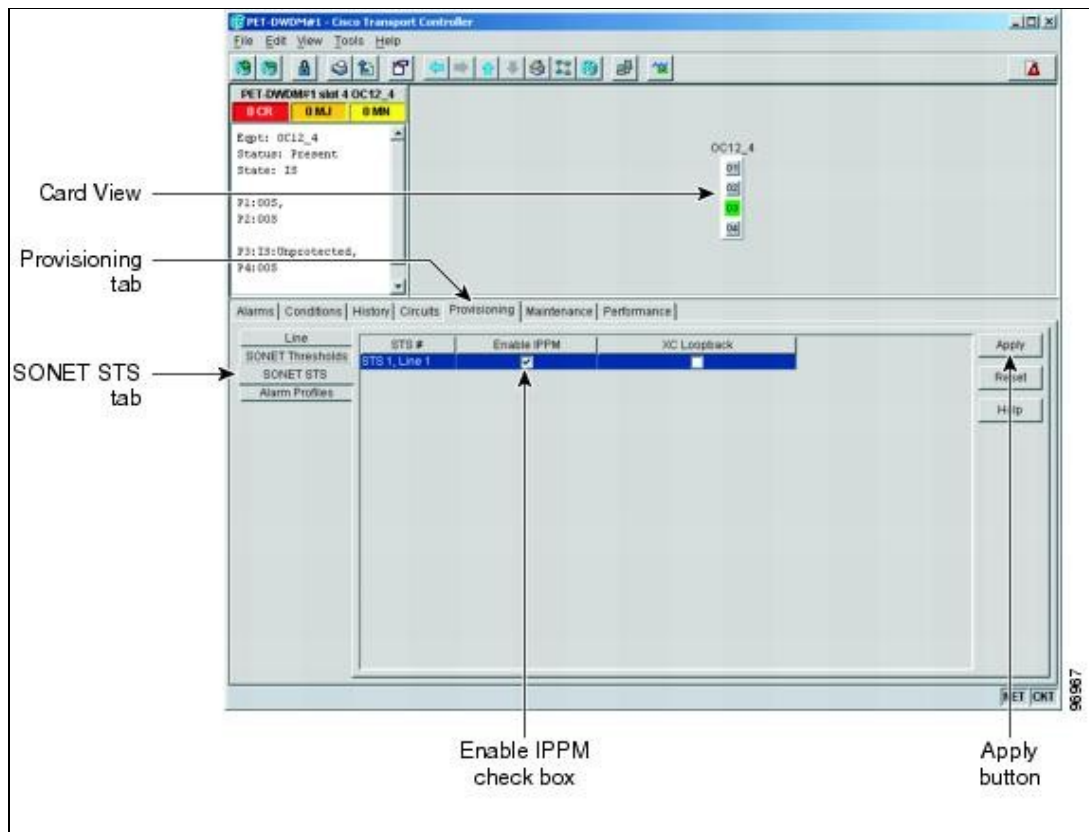 PET-DWDM#1 - Cisco Transport Controller
File Edit View Tools Help
PET-DWDM#1 slot 4 OC12_4
0 CR 0 MJ 0 MN
Eqpt: OC12_4
Status: Present
State: IS
P1:OOS,
P2:OOS
P3:IS:Unprotected,
P4:OOS
OC12_4
01
02
03
04
Card View
Provisioning
tab
Alarms Conditions History Circuits Provisioning Maintenance Performance
Line
SONET Thresholds
SONET STS
Alarm Profiles
SONET STS
tab
STS # Enable IPPM XC Loopback
STS 1, Line 1
Apply
Reset
Help
NET CKT
96967
Enable IPPM
check box
Apply
button